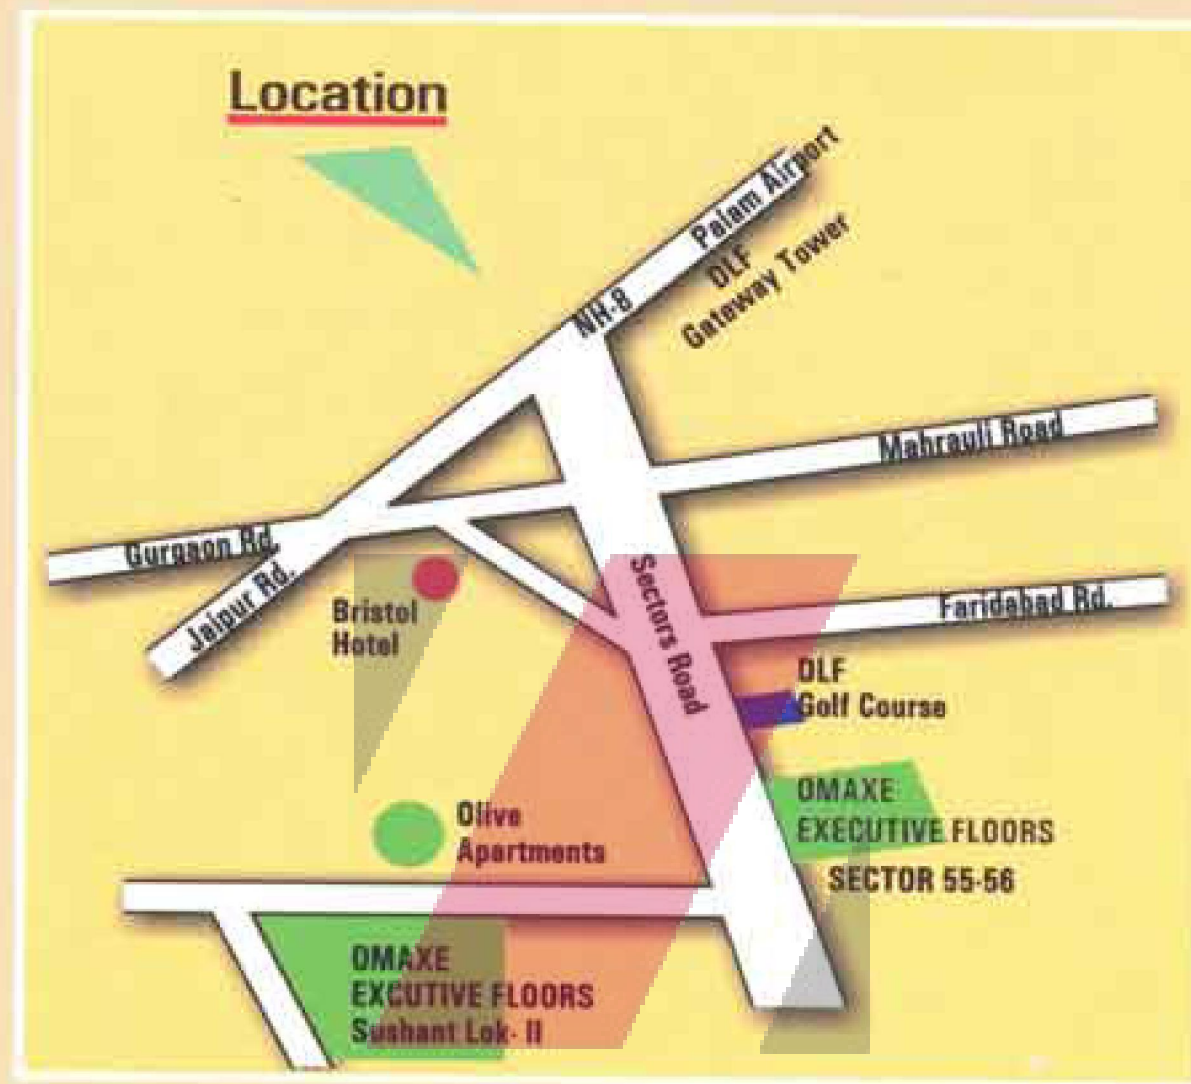 Location
Palam Airport
DLF
Gateway Tower
NH-8
Mahrauli Road
Gurgaon Rd.
Jaipur Rd.
Bristol
Hotel
Sectors Road
Faridabad Rd.
DLF
Golf Course
OMAXE
EXECUTIVE FLOORS
SECTOR 55-56
Olive
Apartments
OMAXE
EXCUTIVE FLOORS
Sushant Lok- II